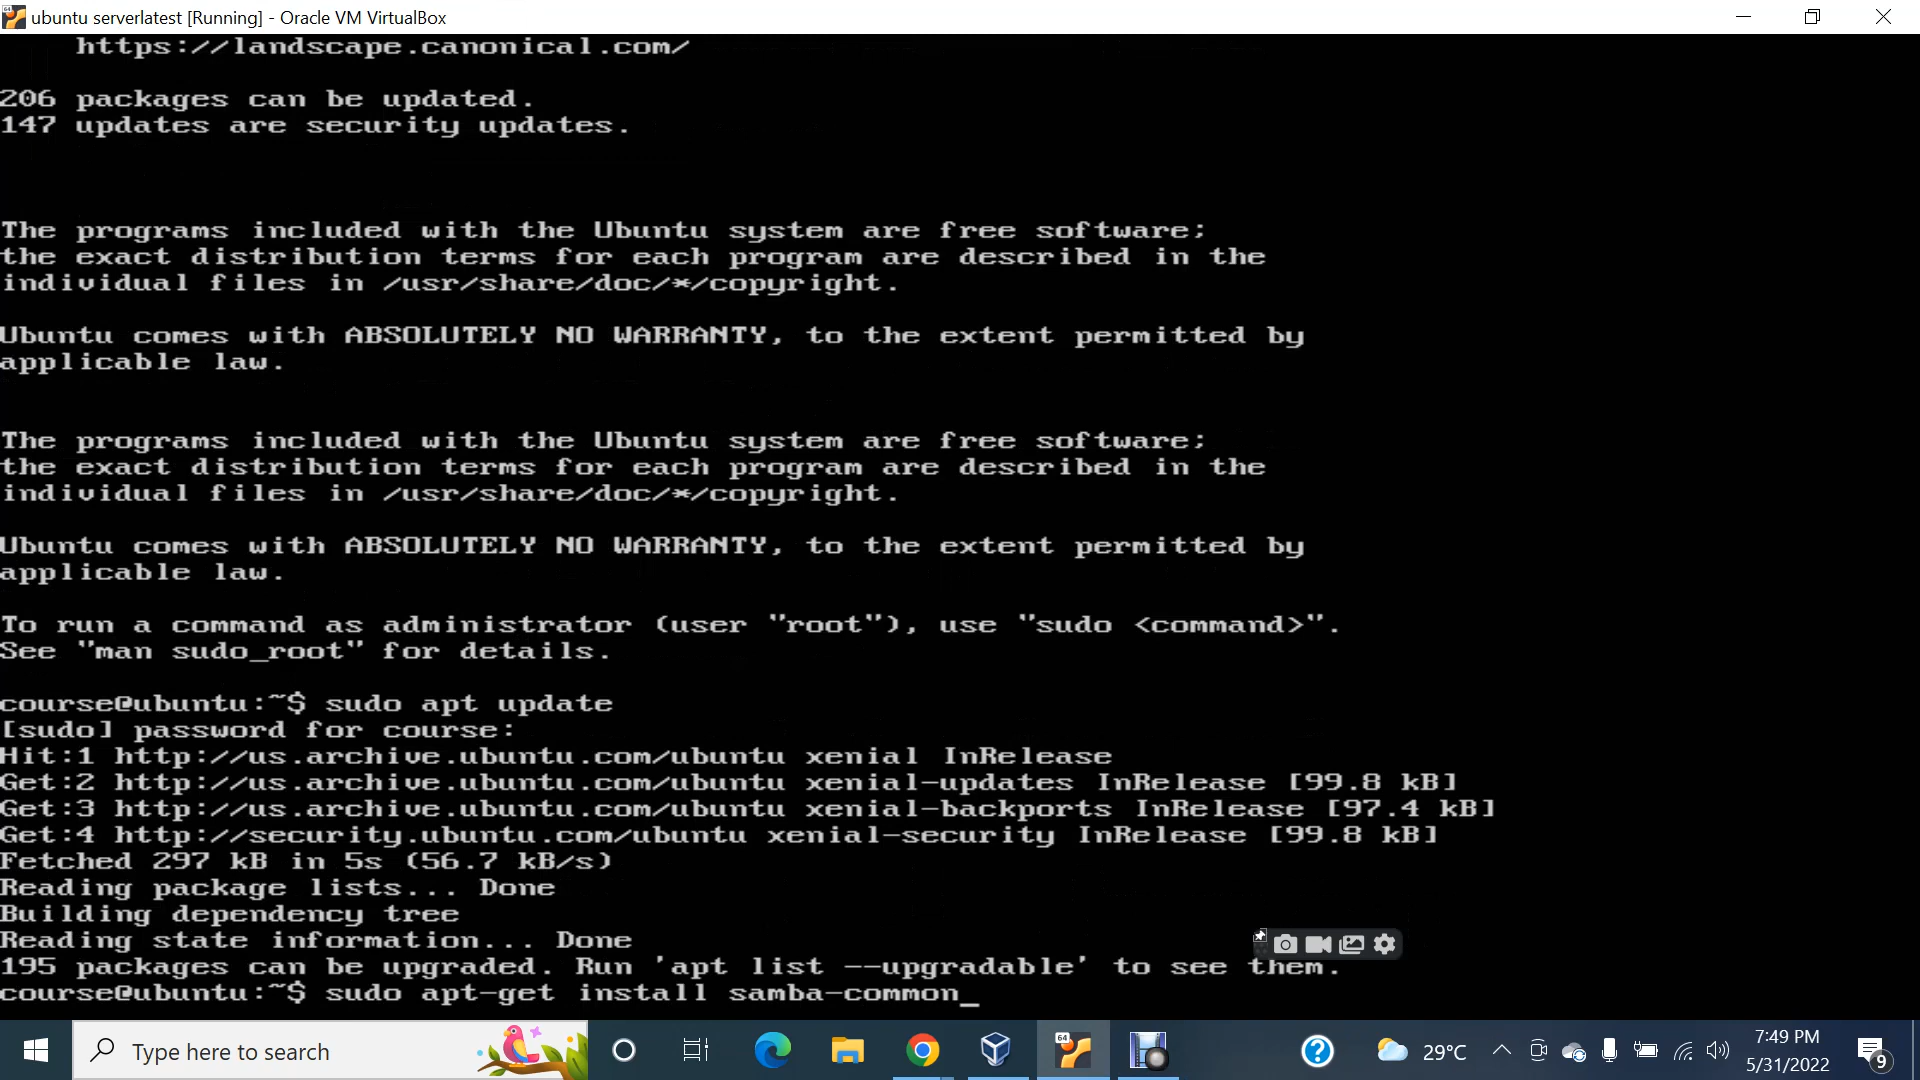 ubuntu serverlatest [Running] - Oracle VM VirtualBox
https://landscape.canonical.com/
206 packages can be updated.
147 updates are security updates.
The programs included with the Ubuntu system are free software;
the exact distribution terms for each program are described in the
individual files in /usr/share/doc/*/copyright.
Ubuntu comes with ABSOLUTELY NO WARRANTY, to the extent permitted by
applicable law.
The programs included with the Ubuntu system are free software;
the exact distribution terms for each program are described in the
individual files in /usr/share/doc/*/copyright.
Ubuntu comes with ABSOLUTELY NO WARRANTY, to the extent permitted by
applicable law.
To run a command as administrator (user "root"), use "sudo <command>".
See "man sudo_root" for details.
course@ubuntu:~$ sudo apt update
[sudo] password for course:
Hit:1 http://us.archive.ubuntu.com/ubuntu xenial InRelease
Get:2 http://us.archive.ubuntu.com/ubuntu xenial-updates InRelease [99.8 kB]
Get:3 http://us.archive.ubuntu.com/ubuntu xenial-backports InRelease [97.4 kB]
Get:4 http://security.ubuntu.com/ubuntu xenial-security InRelease [99.8 kB]
Fetched 297 kB in 5s (56.7 kB/s)
Reading package lists... Done
Building dependency tree
Reading state information... Done
195 packages can be upgraded. Run 'apt list --upgradable' to see them.
course@ubuntu:~$ sudo apt-get install samba-common_
Type here to search
64
29°C
7:49 PM
5/31/2022
9